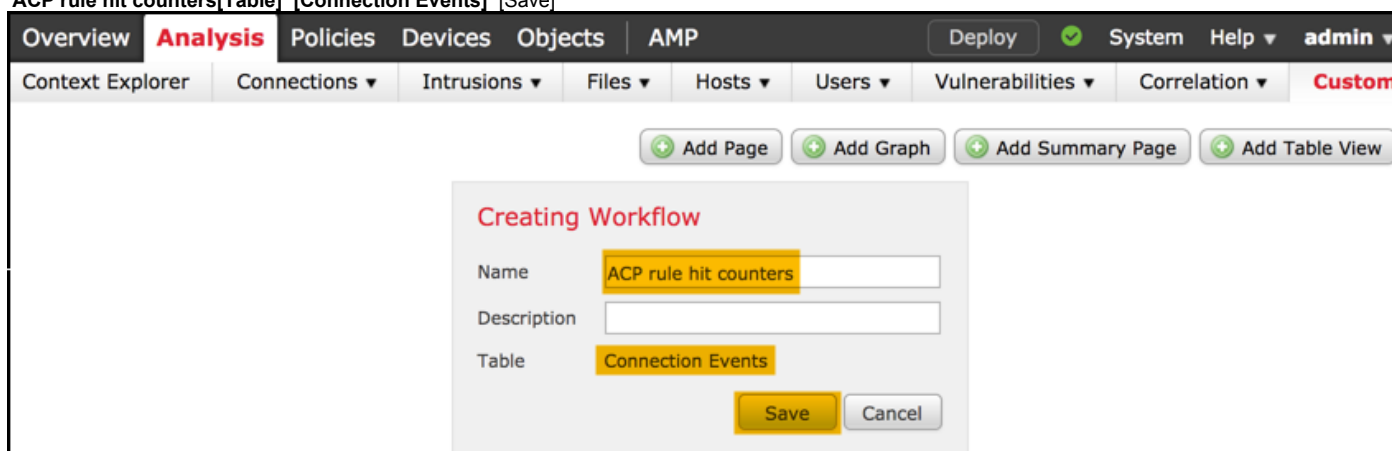 ACP rule hit counters[Table] [Connection Events] [Save]
Overview Analysis Policies Devices Objects AMP Deploy System Help admin
Context Explorer Connections Intrusions Files Hosts Users Vulnerabilities Correlation Custom
Add Page Add Graph Add Summary Page Add Table View
Creating Workflow
Name ACP rule hit counters
Description
Table Connection Events
Save Cancel